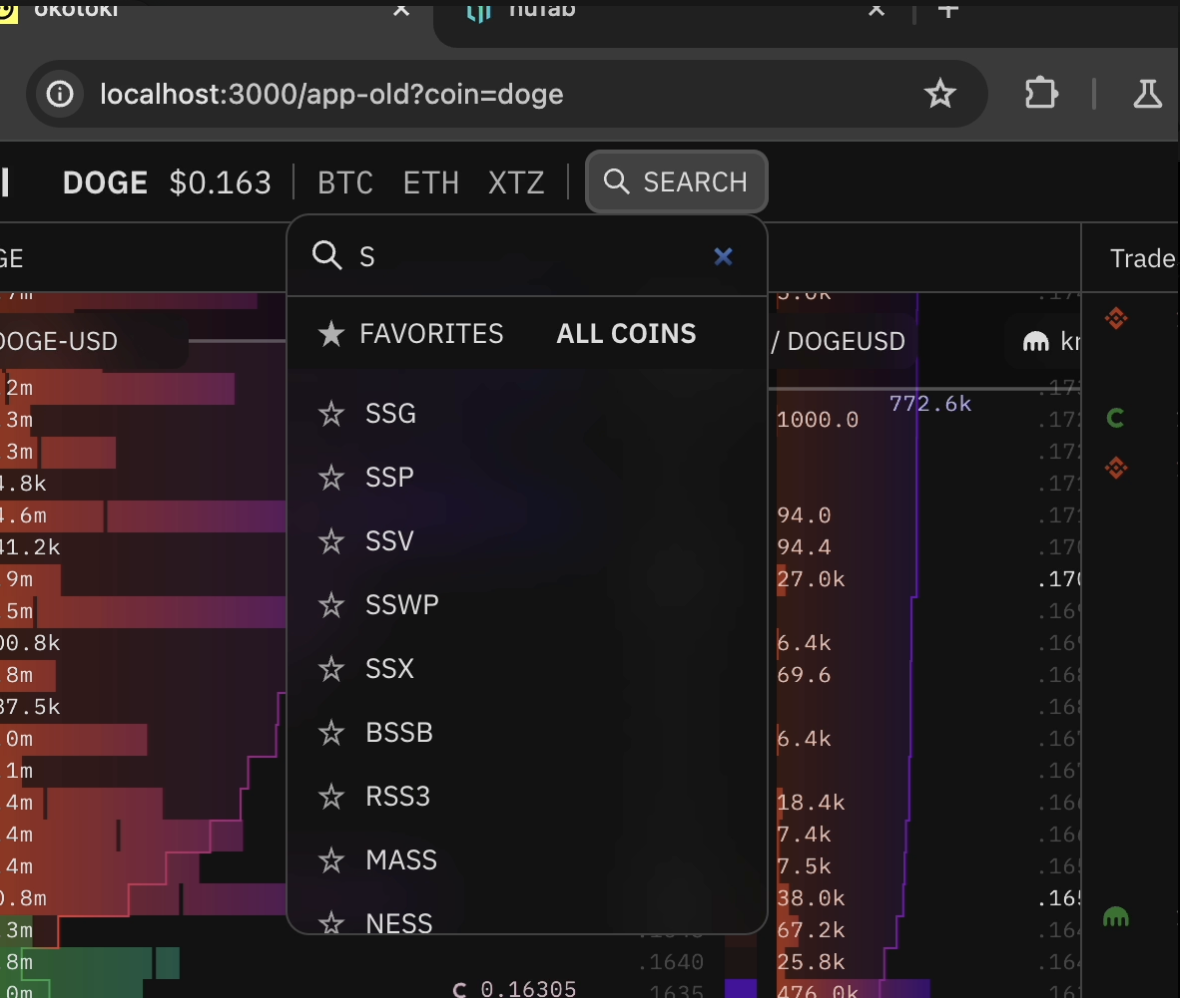 okotoki
localhost:3000/app-old?coin=doge
DOGE $0.163 BTC ETH XTZ SEARCH
S
Trade
FAVORITES ALL COINS
DOGE-USD
/ DOGEUSD
SSG
SSP
SSV
SSWP
SSX
BSSB
RSS3
MASS
NESS
2m
3m
3m
4.8k
4.6m
41.2k
9m
5m
00.8k
8m
37.5k
0m
1m
4m
4m
4m
0.8m
3m
8m
0m
772.6k
1000.0
94.0
94.4
27.0k
6.4k
69.6
6.4k
18.4k
7.4k
7.5k
38.0k
67.2k
25.8k
476.0k
.1640
1635
C 0.16305